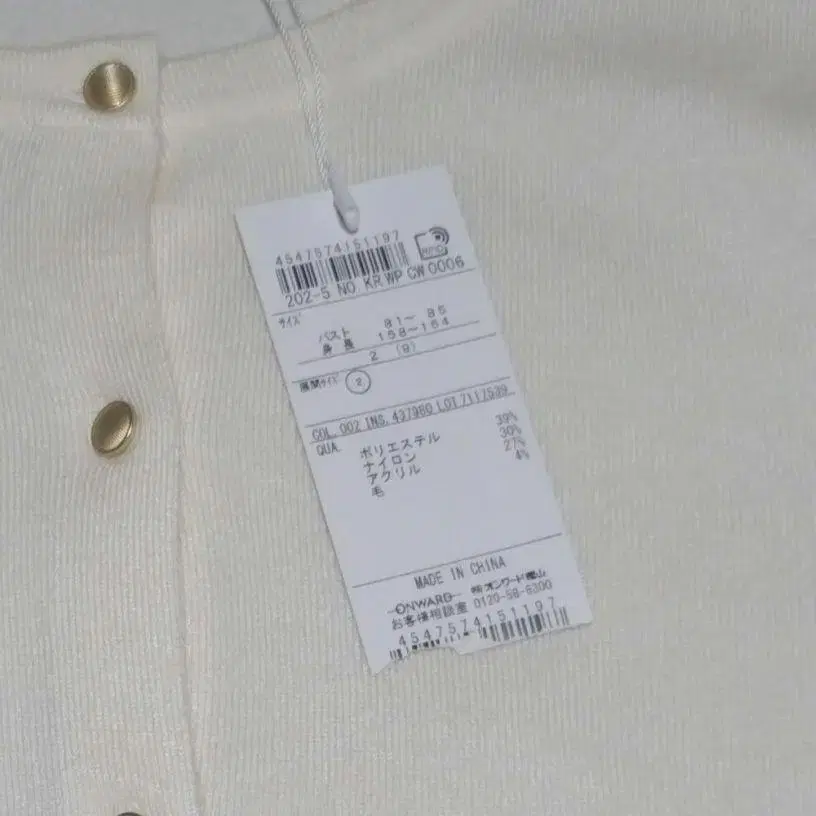 4547574151197
RFID
202-5 NO. KR WP CW 0006
サイズ
バスト 81～ 85
身長 158～164
2 (9)
展開サイズ 2
COL. 002 INS. 437980 LOT 7117539
QUA. ポリエステル 39%
ナイロン 30%
アクリル 27%
毛 4%
MADE IN CHINA
ONWARD ㈱オンワード樫山
お客様相談室 0120-58-6300
4547574151197